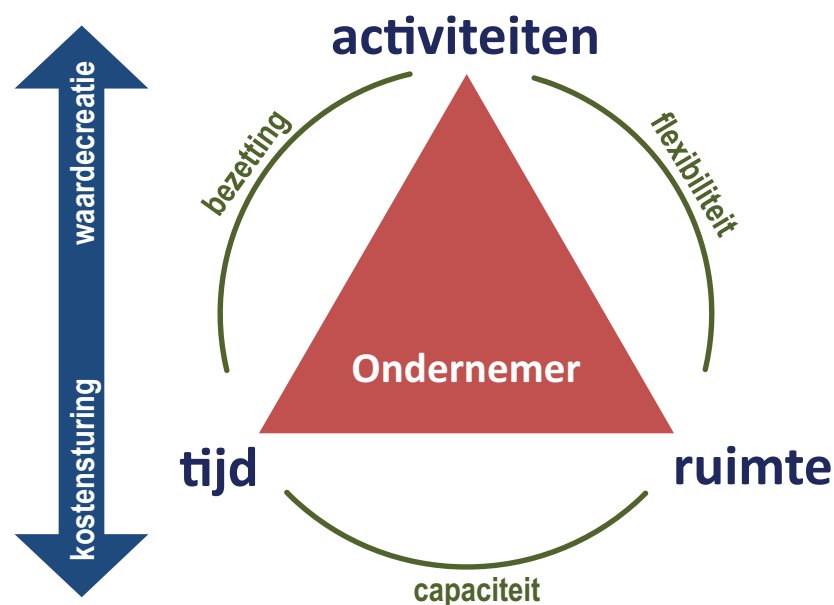 activiteiten
waardecreatie
bezetting
flexibiliteit
Ondernemer
kostensturing
tijd
ruimte
capaciteit